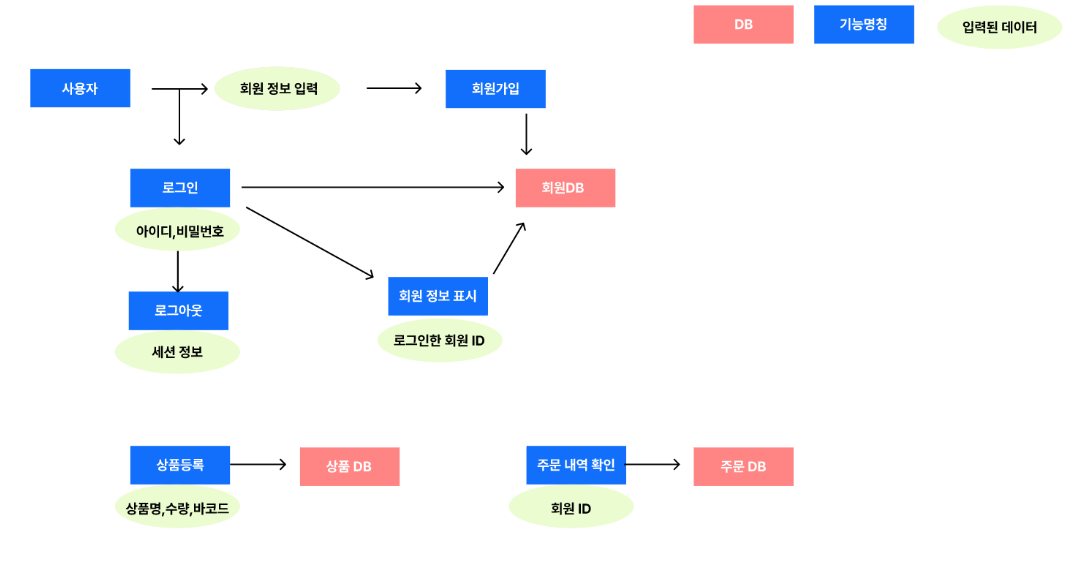 DB
기능명칭
입력된 데이터
사용자
회원 정보 입력
회원가입
로그인
회원DB
아이디,비밀번호
회원 정보 표시
로그아웃
로그인한 회원 ID
세션 정보
상품등록
상품 DB
주문 내역 확인
주문 DB
상품명,수량,바코드
회원 ID